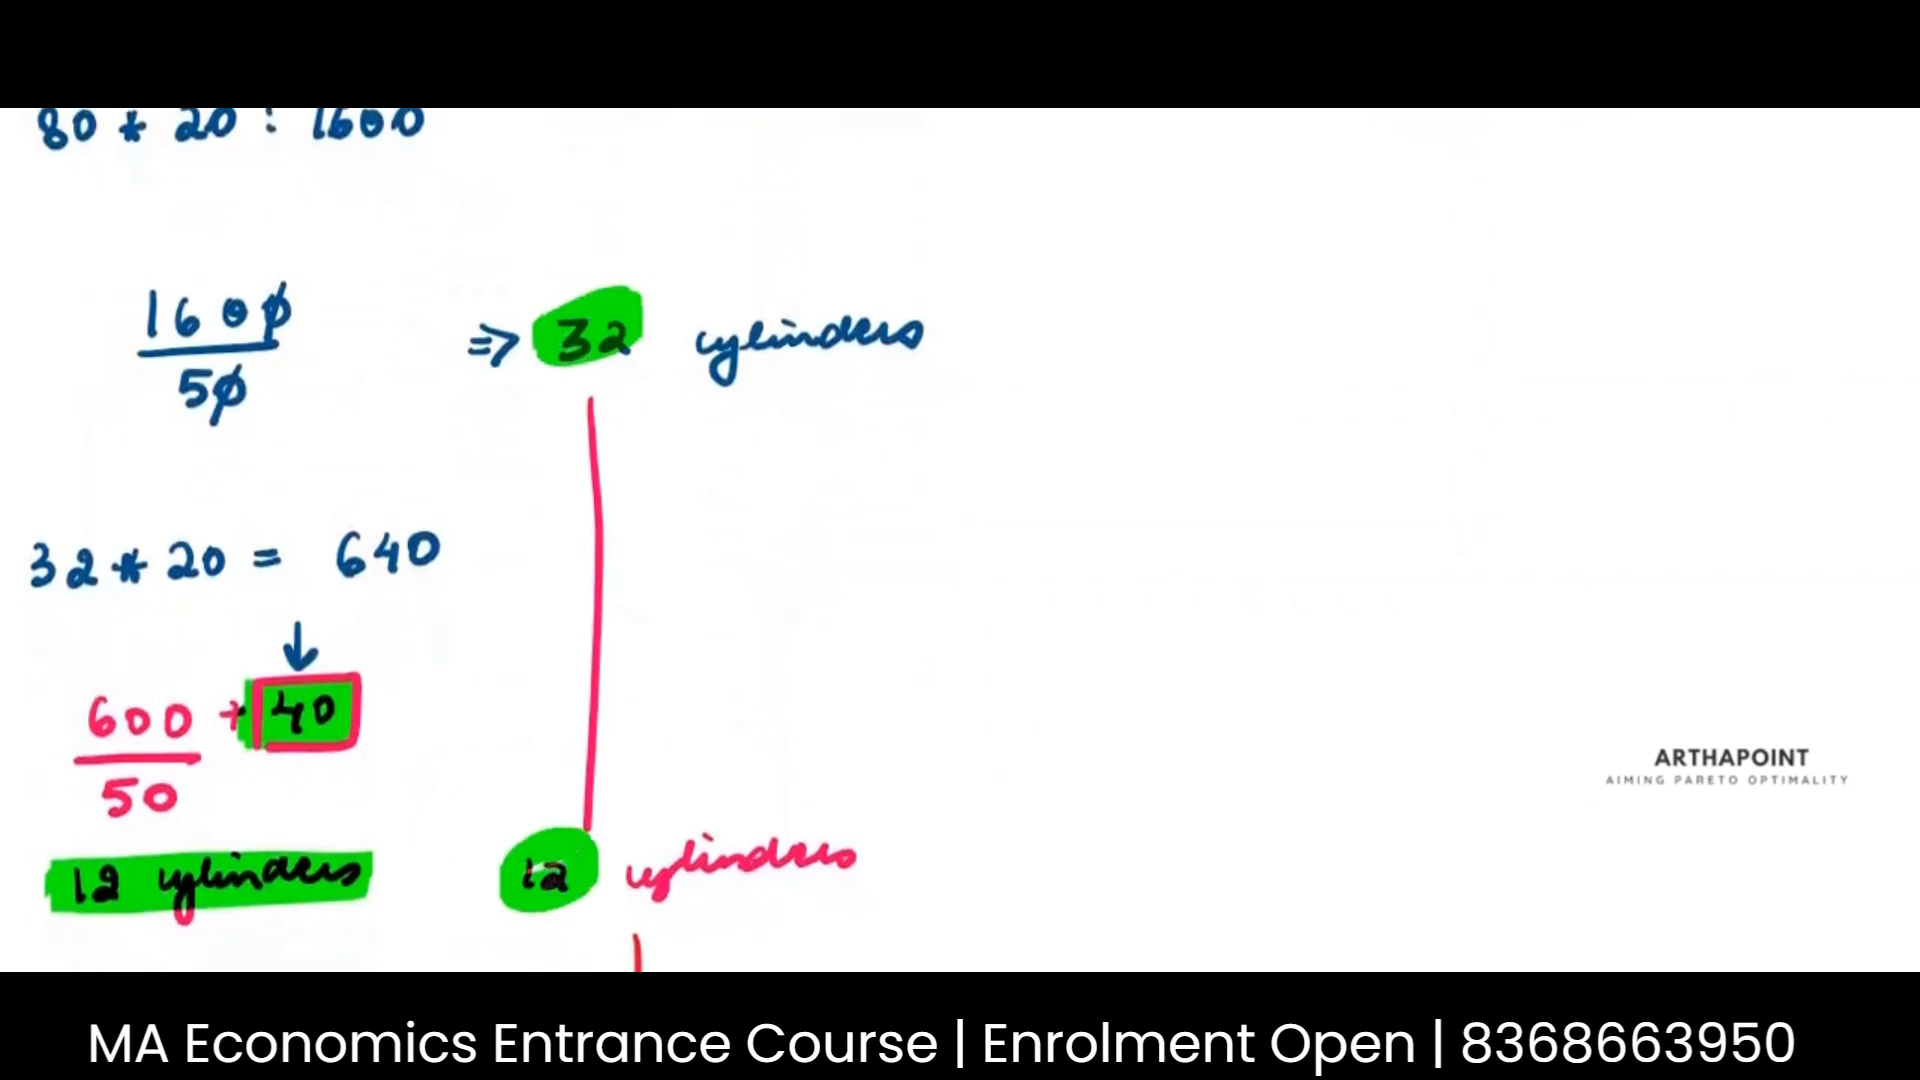 80 * 20 : 1600
1600
50
=> 32 cylinders
32 * 20 = 640
↓
600 + 40
50
12 cylinders
12 cylinders
ARTHAPOINT
AIMING PARETO OPTIMALITY
MA Economics Entrance Course | Enrolment Open | 8368663950